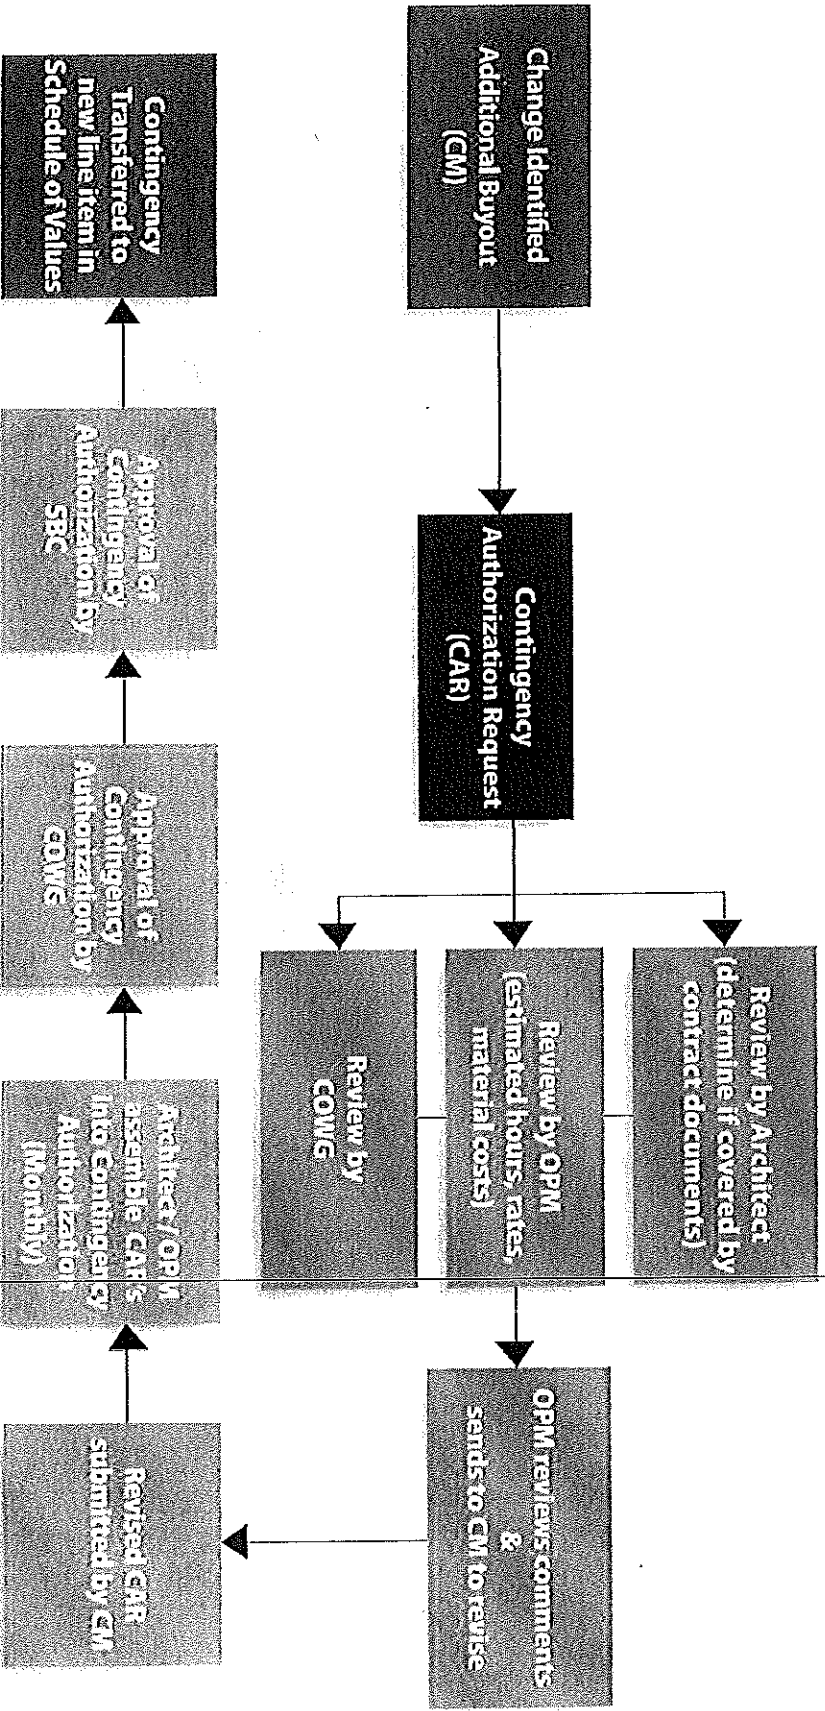 Change Identified
Additional Buyout
(CM)
Contingency
Authorization Request
(CAR)
Review by Architect
(determine if covered by
contract documents)
Review by OPM
(estimated hours, rates,
material costs)
Review by
COWG
OPM reviews comments
&
sends to CM to revise
Revised CAR
submitted by CM
Architect / OPM
assemble CAR's
into Contingency
Authorization
(Monthly)
Approval of
Contingency
Authorization by
COWG
Approval of
Contingency
Authorization by
SBC
Contingency
Transferred to
new line item in
Schedule of Values